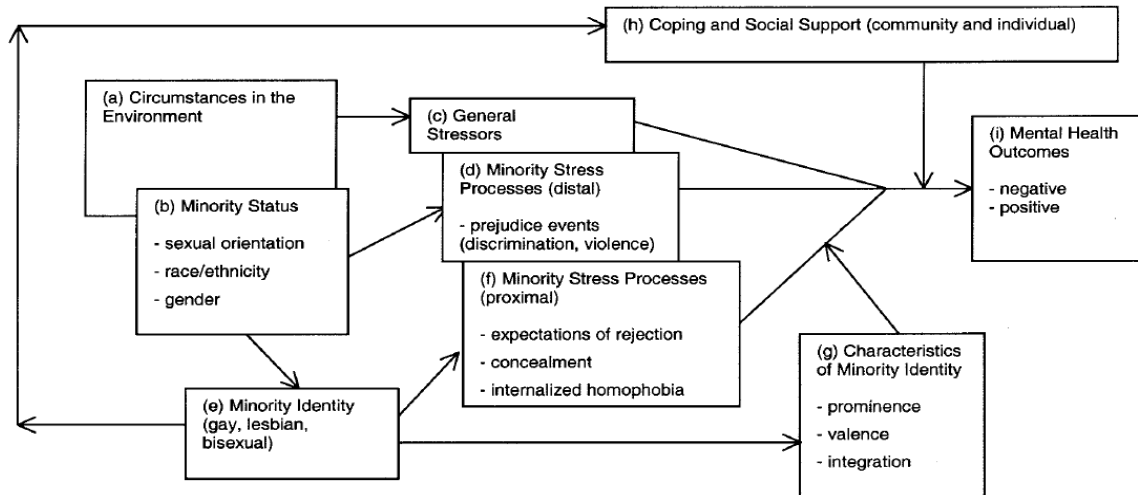 (h) Coping and Social Support (community and individual)
(a) Circumstances in the
Environment
(c) General
Stressors
(i) Mental Health
Outcomes
- negative
- positive
(d) Minority Stress
Processes (distal)
- prejudice events
(discrimination, violence)
(b) Minority Status
- sexual orientation
- race/ethnicity
- gender
(f) Minority Stress Processes
(proximal)
- expectations of rejection
- concealment
- internalized homophobia
(g) Characteristics
of Minority Identity
- prominence
- valence
- integration
(e) Minority Identity
(gay, lesbian,
bisexual)